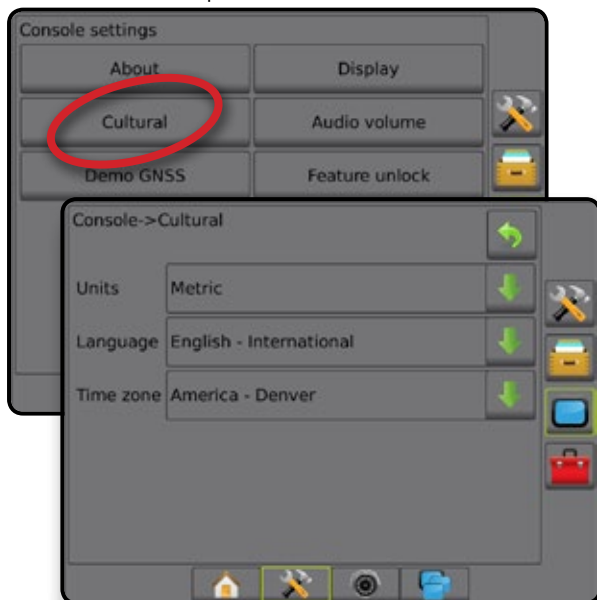 Console settings
About Display
Cultural Audio volume
Demo GNSS Feature unlock
Console->Cultural
Units Metric
Language English - International
Time zone America - Denver